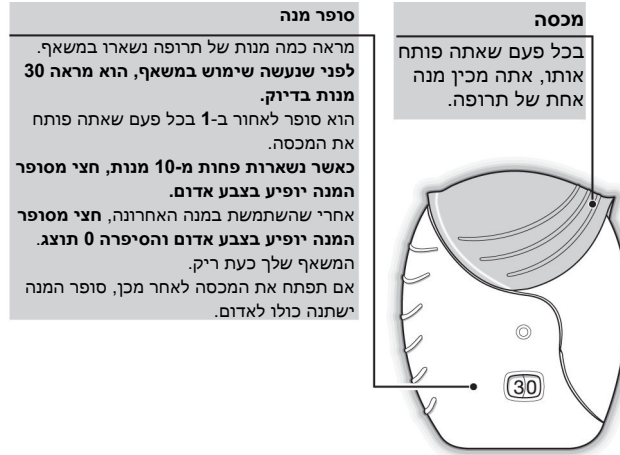 מכסה
בכל פעם שאתה פותח
אותו, אתה מכין מנה
אחת של תרופה.
סופר מנה
מראה כמה מנות של תרופה נשארו במשאף.
לפני שנעשה שימוש במשאף, הוא מראה 30
מנות בדיוק.
הוא סופר לאחור ב-1 בכל פעם שאתה פותח
את המכסה.
כאשר נשארות פחות מ-10 מנות, חצי מסופר
המנה יופיע בצבע אדום.
אחרי שהשתמשת במנה האחרונה, חצי מסופר
המנה יופיע בצבע אדום והסיפרה 0 תוצג.
המשאף שלך כעת ריק.
אם תפתח את המכסה לאחר מכן, סופר המנה
ישתנה כולו לאדום.
30